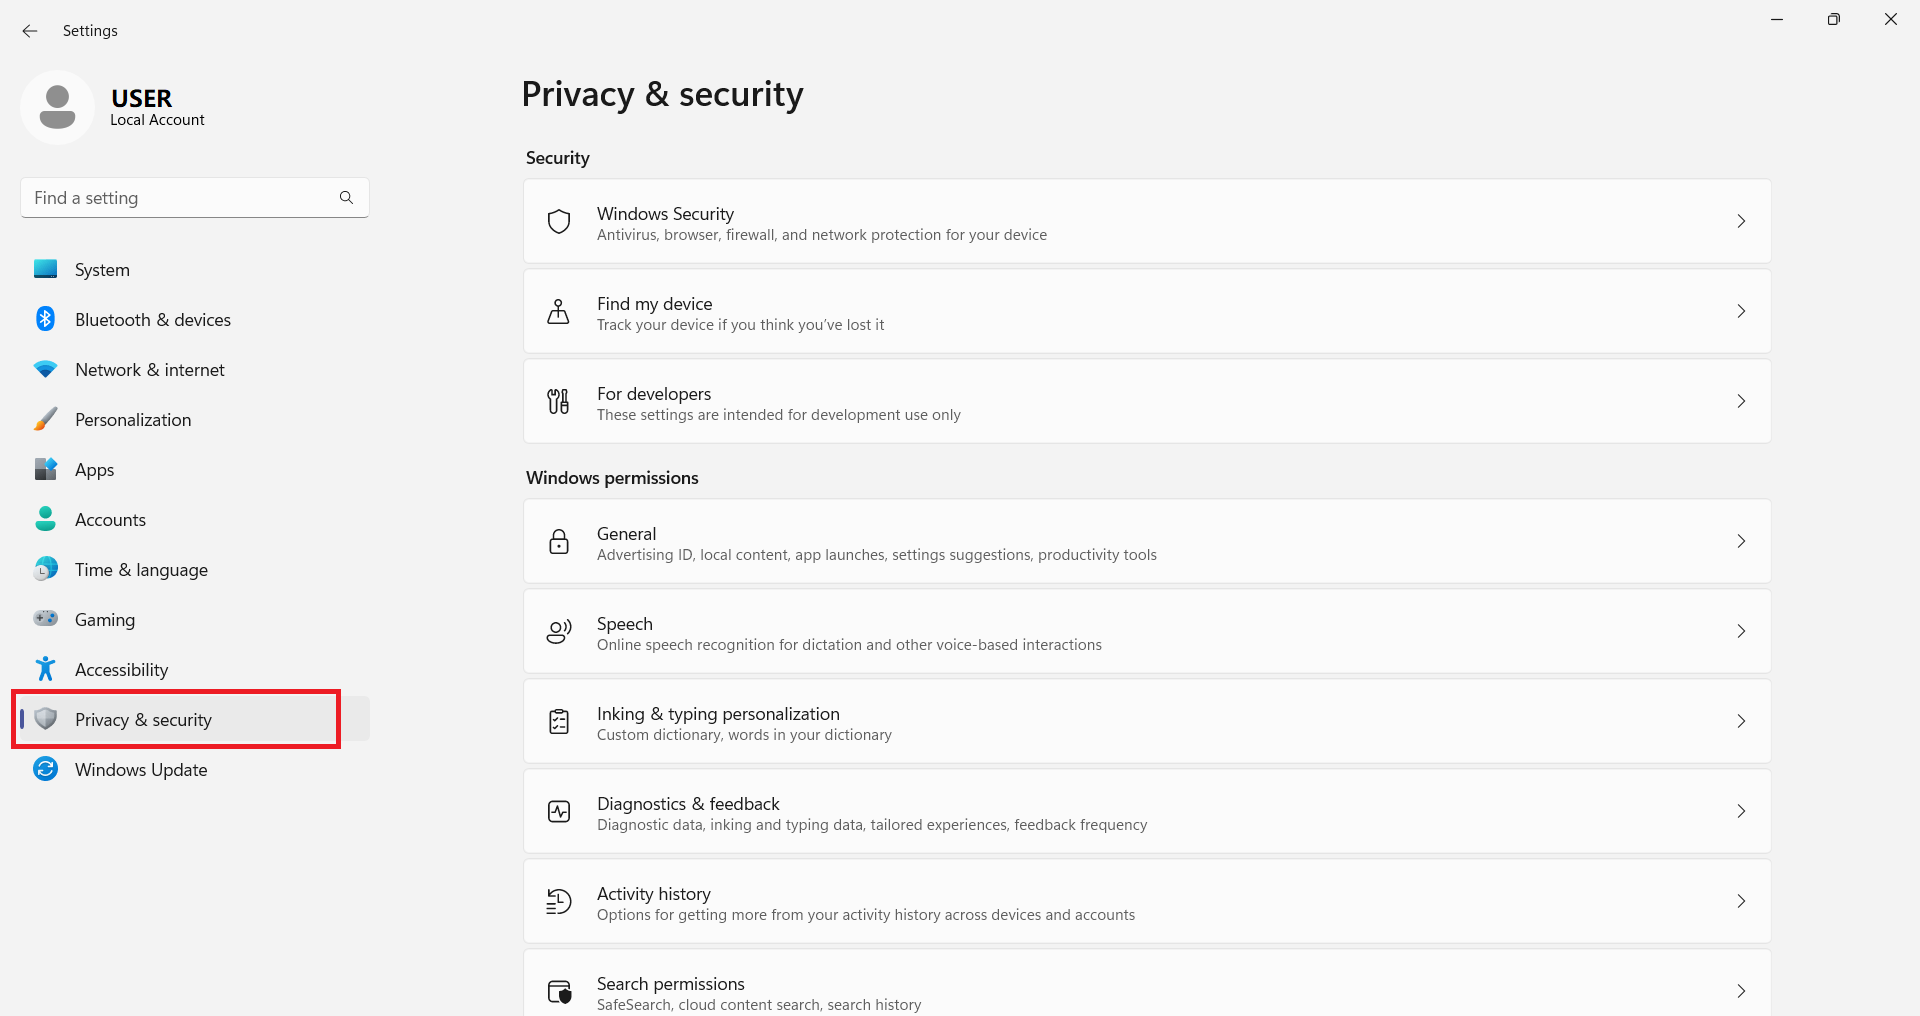 Settings
USER
Local Account
Find a setting
System
Bluetooth & devices
Network & internet
Personalization
Apps
Accounts
Time & language
Gaming
Accessibility
Privacy & security
Windows Update
Privacy & security
Security
Windows Security
Antivirus, browser, firewall, and network protection for your device
Find my device
Track your device if you think you've lost it
For developers
These settings are intended for development use only
Windows permissions
General
Advertising ID, local content, app launches, settings suggestions, productivity tools
Speech
Online speech recognition for dictation and other voice-based interactions
Inking & typing personalization
Custom dictionary, words in your dictionary
Diagnostics & feedback
Diagnostic data, inking and typing data, tailored experiences, feedback frequency
Activity history
Options for getting more from your activity history across devices and accounts
Search permissions
SafeSearch, cloud content search, search history